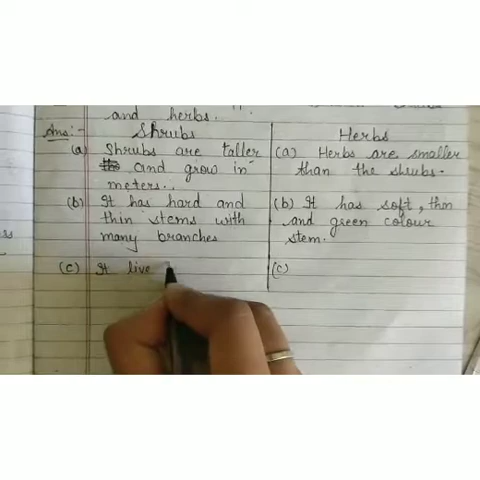 and herbs.
Ans:- Shrubs Herbs
(a) Shrubs are taller (a) Herbs are smaller
and grow in than the shrubs.
meters.
(b) It has hard and (b) It has soft, thin
thin stems with and green colour
many branches stem.
(c) It live (c)